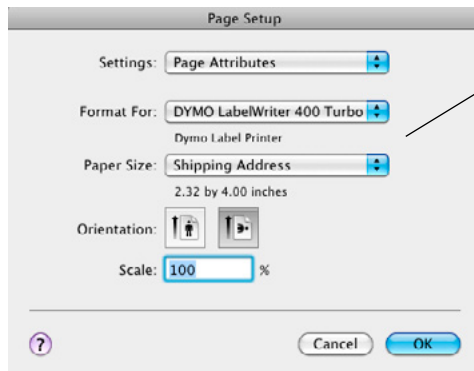 Page Setup
Settings: Page Attributes
Format For: DYMO LabelWriter 400 Turbo
Dymo Label Printer
Paper Size: Shipping Address
2.32 by 4.00 inches
Orientation:
Scale: 100 %
? Cancel OK